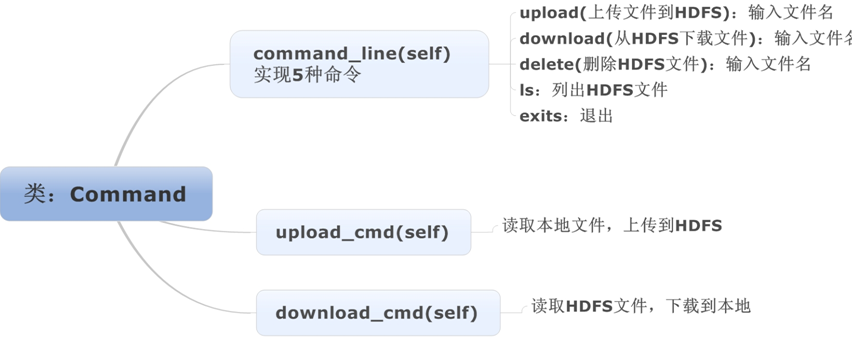 类：Command
command_line(self)
实现5种命令
upload(上传文件到HDFS)：输入文件名
download(从HDFS下载文件)：输入文件名
delete(删除HDFS文件)：输入文件名
ls：列出HDFS文件
exits：退出
upload_cmd(self)
读取本地文件，上传到HDFS
download_cmd(self)
读取HDFS文件，下载到本地